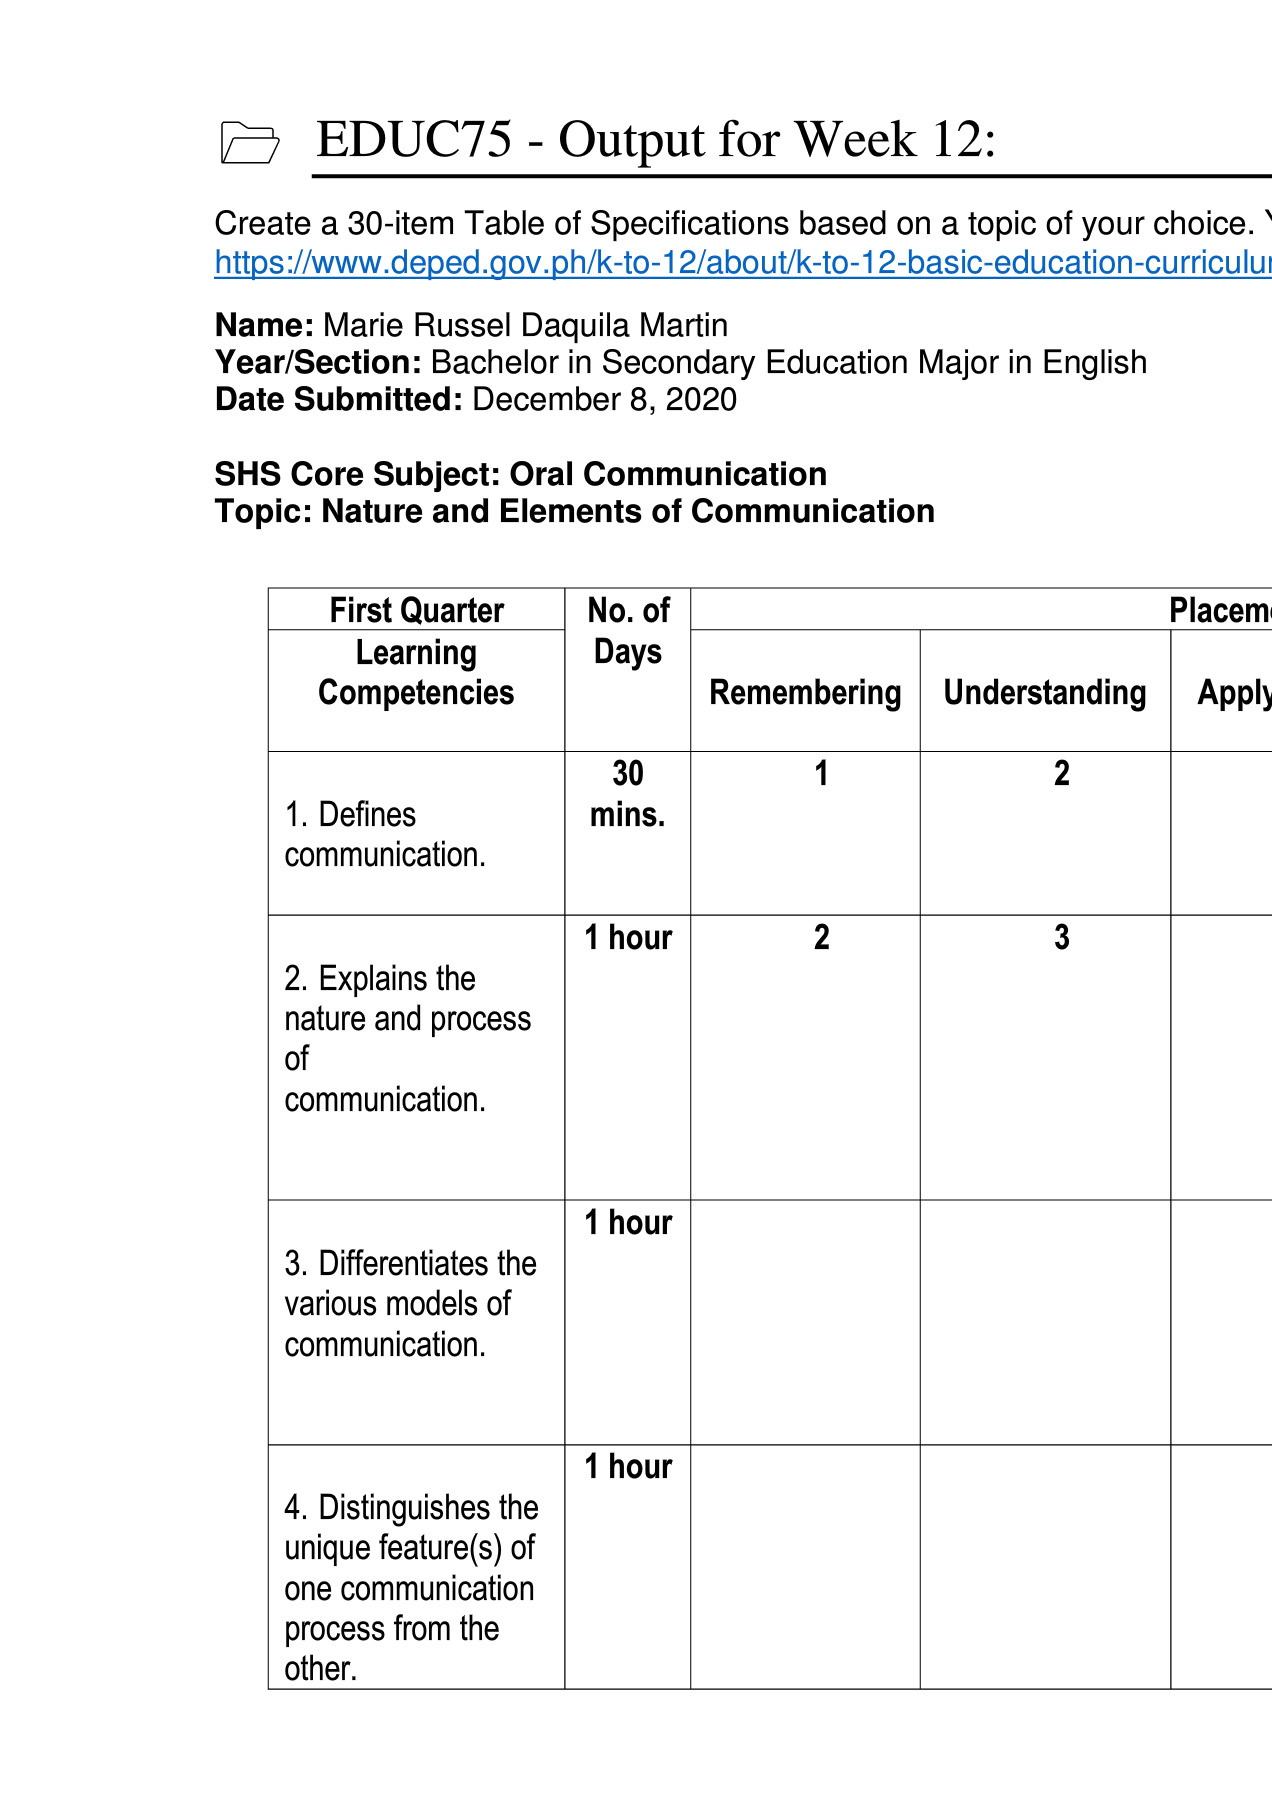 EDUC75 - Output for Week 12:
Create a 30-item Table of Specifications based on a topic of your choice.
https://www.deped.gov.ph/k-to-12/about/k-to-12-basic-education-curriculu
Name: Marie Russel Daquila Martin
Year/Section: Bachelor in Secondary Education Major in English
Date Submitted: December 8, 2020
SHS Core Subject: Oral Communication
Topic: Nature and Elements of Communication
First Quarter
No. of
Days
Placem
Learning
Competencies
Remembering
Understanding
Apply
1. Defines
communication.
30
mins.
1
2
2. Explains the
nature and process
of
communication.
1 hour
2
3
3. Differentiates the
various models of
communication.
1 hour
4. Distinguishes the
unique feature(s) of
one communication
process from the
other.
1 hour